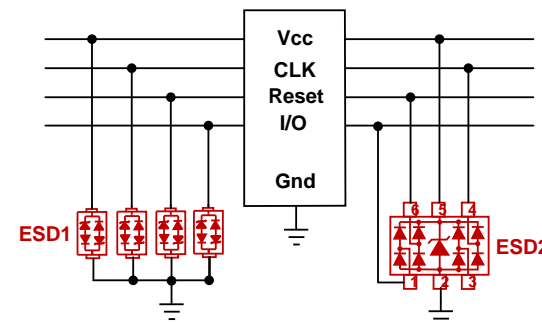 Vcc
CLK
Reset
I/O
Gnd
ESD1
6 5 4
ESD2
1 2 3